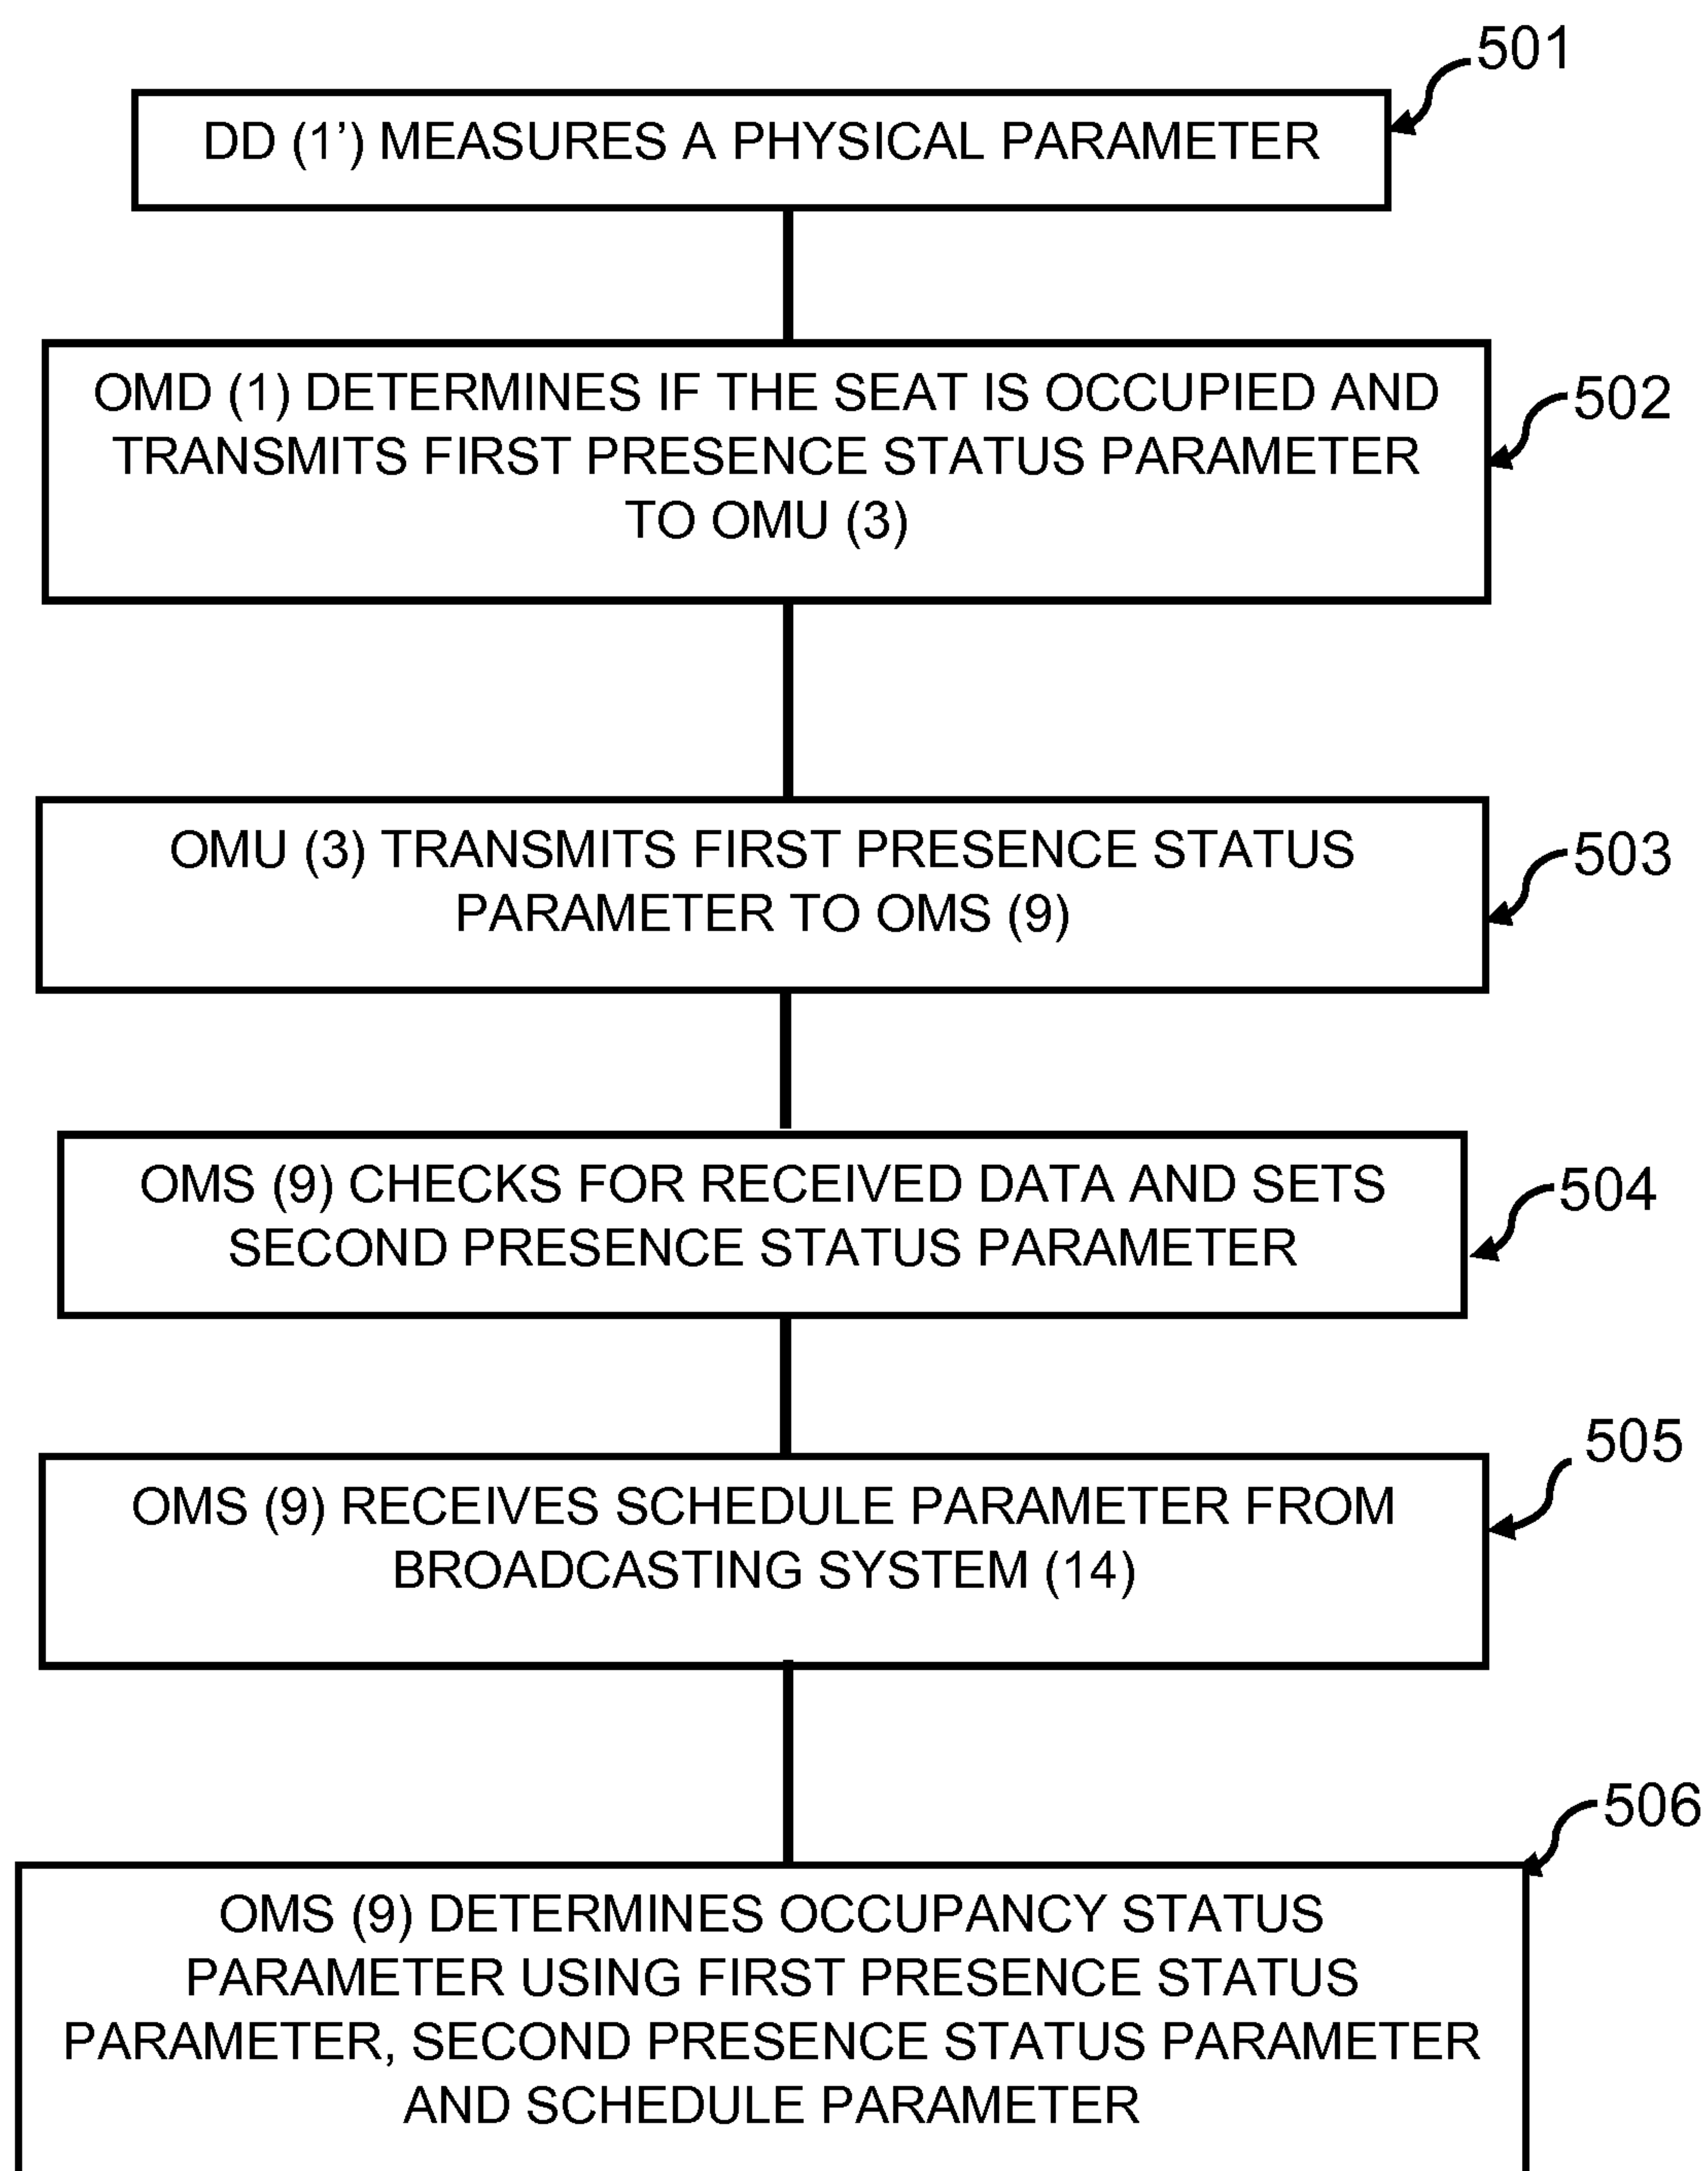 501
DD (1’) MEASURES A PHYSICAL PARAMETER
OMD (1) DETERMINES IF THE SEAT IS OCCUPIED AND
TRANSMITS FIRST PRESENCE STATUS PARAMETER
TO OMU (3)
502
OMU (3) TRANSMITS FIRST PRESENCE STATUS
PARAMETER TO OMS (9)
503
OMS (9) CHECKS FOR RECEIVED DATA AND SETS
SECOND PRESENCE STATUS PARAMETER
504
505
OMS (9) RECEIVES SCHEDULE PARAMETER FROM
BROADCASTING SYSTEM (14)
506
OMS (9) DETERMINES OCCUPANCY STATUS
PARAMETER USING FIRST PRESENCE STATUS
PARAMETER, SECOND PRESENCE STATUS PARAMETER
AND SCHEDULE PARAMETER